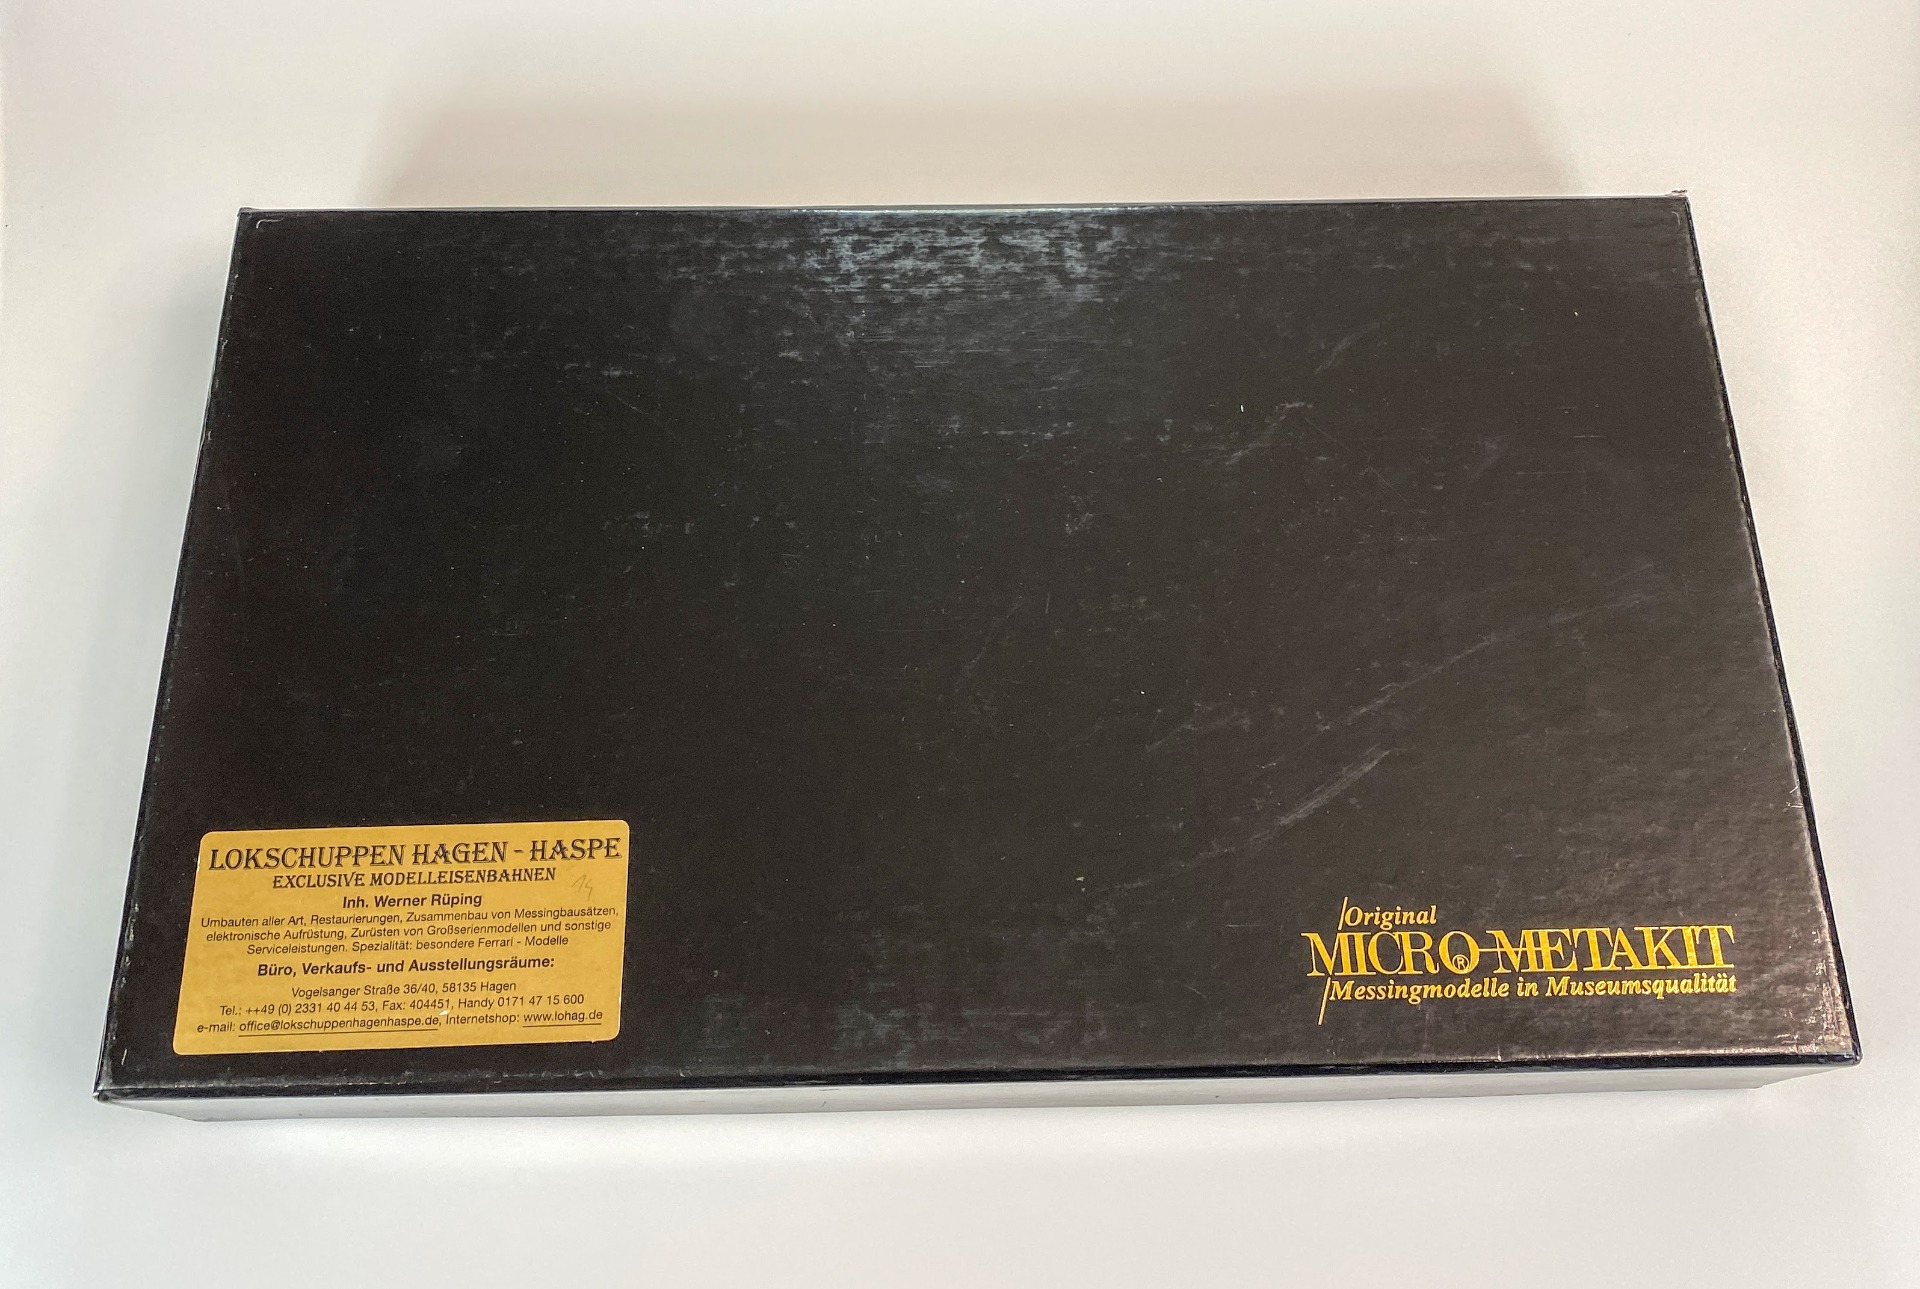 LOKSCHUPPEN HAGEN - HASPE
EXCLUSIVE MODELLEISENBAHNEN
14
Inh. Werner Rüping
Umbauten aller Art, Restaurierungen, Zusammenbau von Messingbausätzen,
elektronische Aufrüstung, Zurüsten von Großserienmodellen und sonstige
Serviceleistungen. Spezialität: besondere Ferrari - Modelle
Büro, Verkaufs- und Ausstellungsräume:
Vogelsanger Straße 36/40, 58135 Hagen
Tel.: ++49 (0) 2331 40 44 53, Fax: 404451, Handy 0171 47 15 600
e-mail: office@lokschuppenhagenhaspe.de, Internetshop: www.lohag.de
Original
MICRO-METAKIT
®
Messingmodelle in Museumsqualität